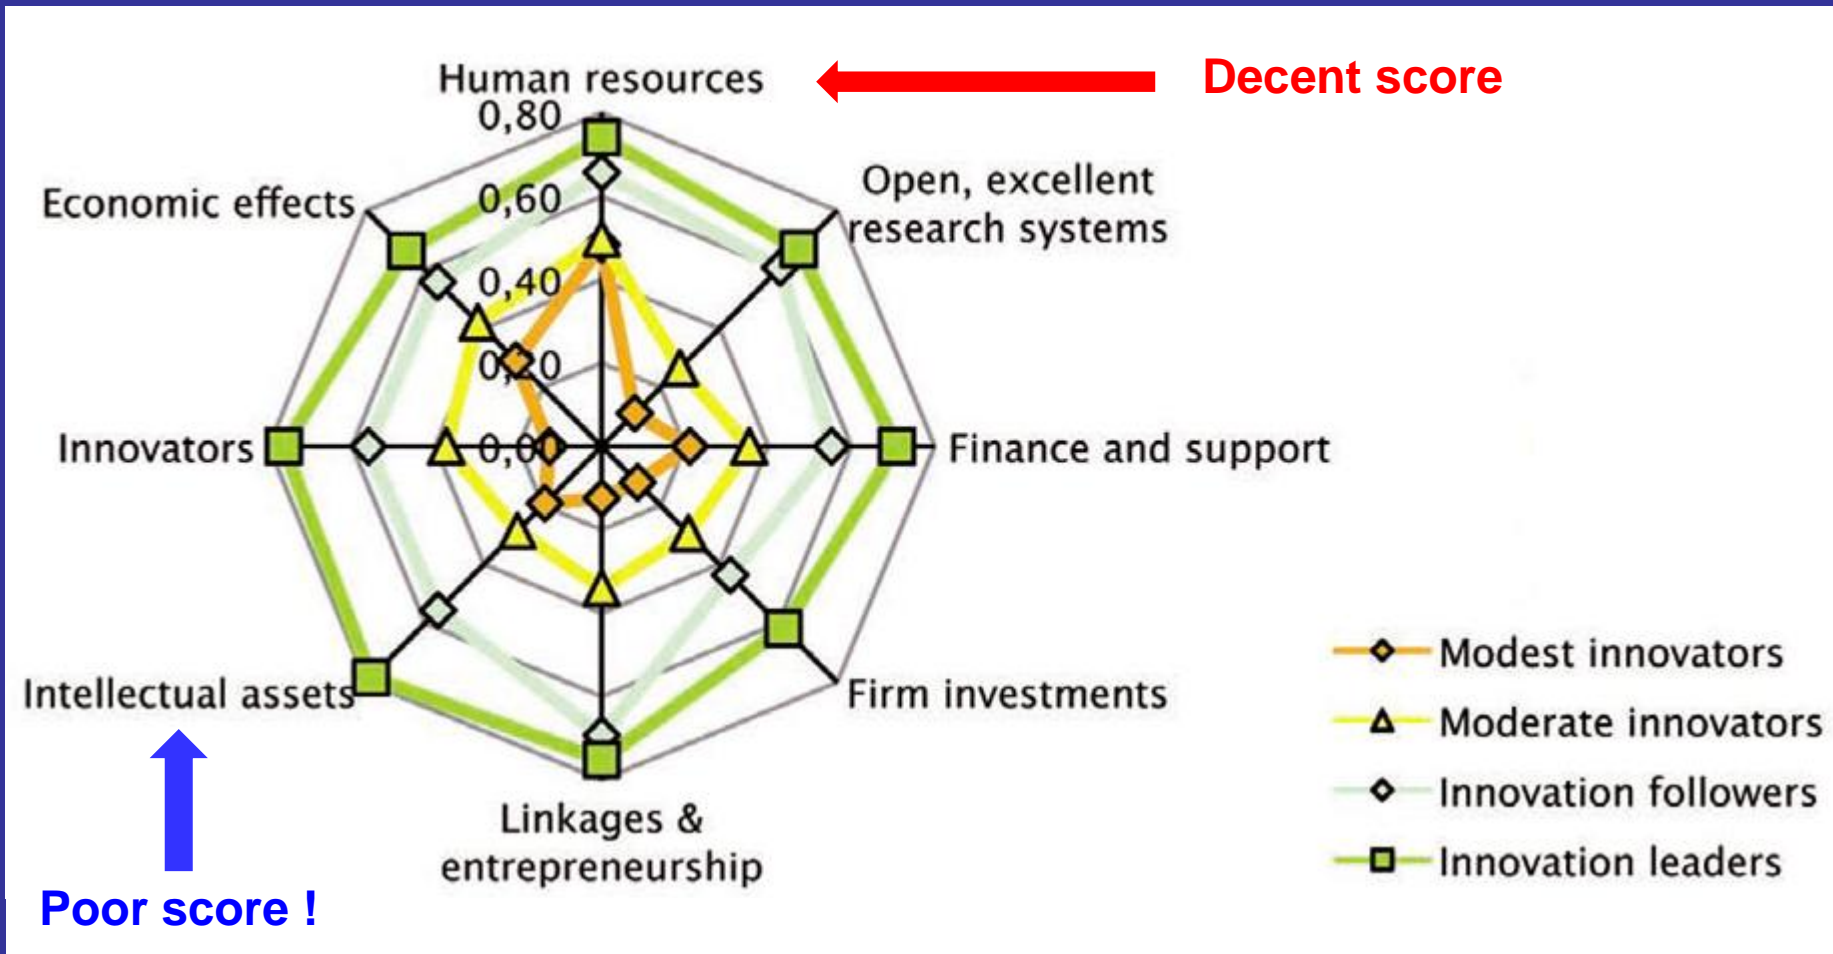 Human resources
Decent score
0,80
Open, excellent
research systems
Economic effects
0,60
0,40
0,20
Innovators
0,00
Finance and support
Intellectual assets
Firm investments
Modest innovators
Moderate innovators
Innovation followers
Innovation leaders
Linkages &
entrepreneurship
Poor score !